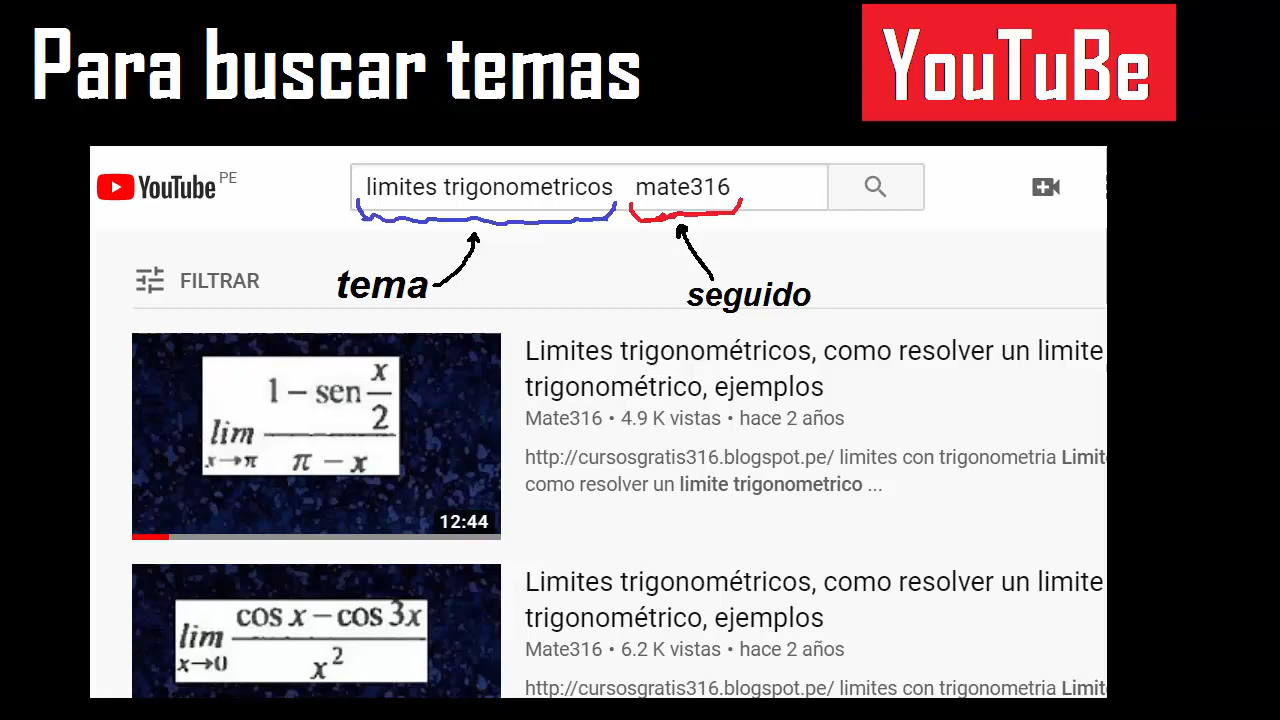 Para buscar temas
YouTuBe
YouTube PE
limites trigonometricos mate316
tema
seguido
FILTRAR
1 − sen x/2
lim
x→π
π − x
12:44
Limites trigonométricos, como resolver un limite
trigonométrico, ejemplos
Mate316 • 4.9 K vistas • hace 2 años
http://cursosgratis316.blogspot.pe/ limites con trigonometria Limit
como resolver un limite trigonometrico ...
cos x − cos 3x
lim
x→0
x²
Limites trigonométricos, como resolver un limite
trigonométrico, ejemplos
Mate316 • 6.2 K vistas • hace 2 años
http://cursosgratis316.blogspot.pe/ limites con trigonometria Limit